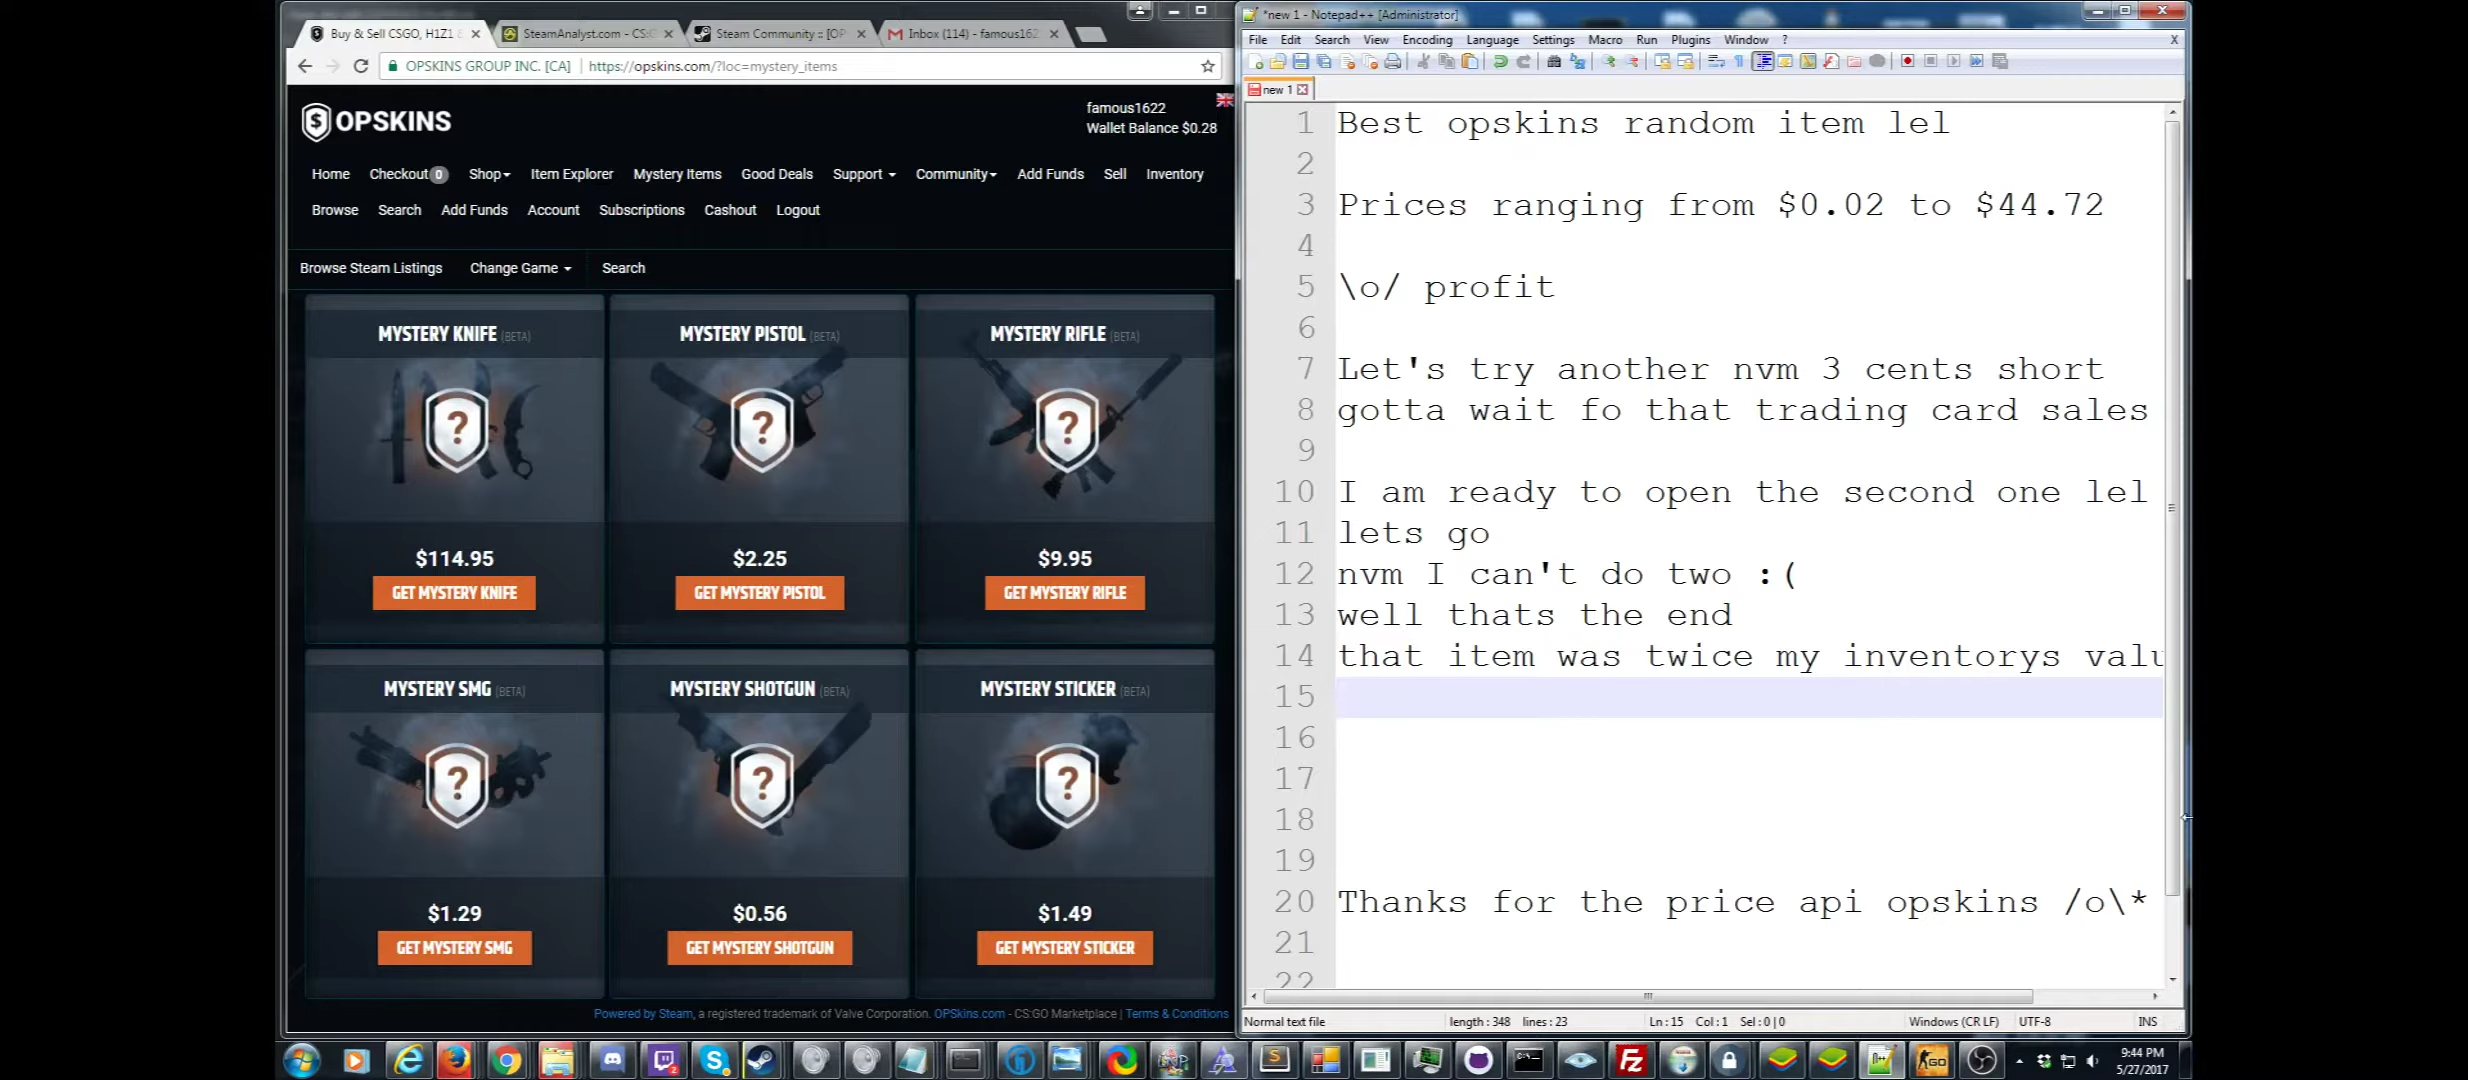 Buy & Sell CSGO, H1Z1
SteamAnalyst.com - CS:G
Steam Community :: [OP
Inbox (114) - famous162
OPSKINS GROUP INC. [CA]
https://opskins.com/?loc=mystery_items
OPSKINS
famous1622
Wallet Balance $0.28
Home Checkout 0 Shop Item Explorer Mystery Items Good Deals Support Community Add Funds Sell Inventory
Browse Search Add Funds Account Subscriptions Cashout Logout
Browse Steam Listings Change Game Search
MYSTERY KNIFE (BETA)
MYSTERY PISTOL (BETA)
MYSTERY RIFLE (BETA)
?
?
?
$114.95
$2.25
$9.95
GET MYSTERY KNIFE
GET MYSTERY PISTOL
GET MYSTERY RIFLE
MYSTERY SMG (BETA)
MYSTERY SHOTGUN (BETA)
MYSTERY STICKER (BETA)
?
?
?
$1.29
$0.56
$1.49
GET MYSTERY SMG
GET MYSTERY SHOTGUN
GET MYSTERY STICKER
Powered by Steam, a registered trademark of Valve Corporation. OPSkins.com - CS:GO Marketplace | Terms & Conditions
*new 1 - Notepad++ [Administrator]
File Edit Search View Encoding Language Settings Macro Run Plugins Window ? X
new 1
1 Best opskins random item lel
2
3 Prices ranging from $0.02 to $44.72
4
5 \o/ profit
6
7 Let's try another nvm 3 cents short
8 gotta wait fo that trading card sales
9
10 I am ready to open the second one lel
11 lets go
12 nvm I can't do two :(
13 well thats the end
14 that item was twice my inventorys valu
15
16
17
18
19
20 Thanks for the price api opskins /o\*
21
22
Normal text file
length : 348 lines : 23
Ln : 15 Col : 1 Sel : 0 | 0
Windows (CR LF)
UTF-8
INS
9:44 PM
5/27/2017